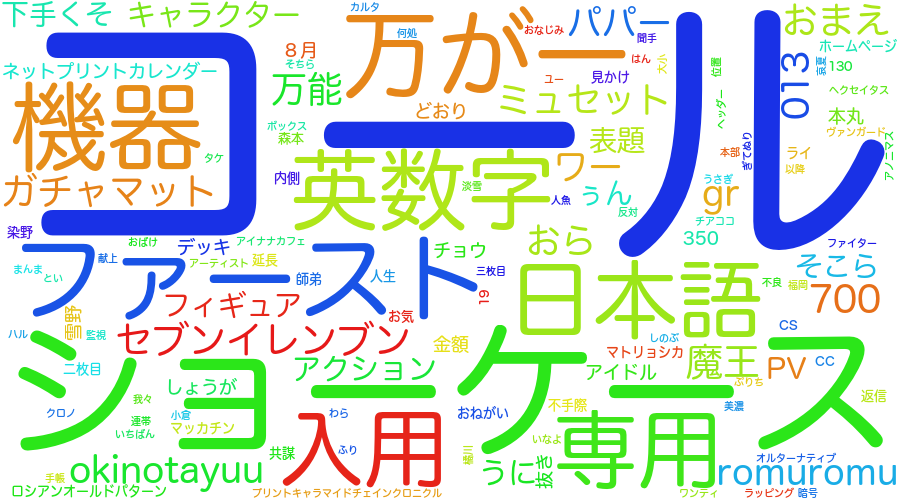 下手くそ
キャラクター
カルタ
万が一
何処
おなじみ
パパー
聞手
おまえ
ホームページ
8月
そちら
はん
大小
位置
涙夏
130
コール
ネットプリントカレンダー
万能
ユー
見かけ
013
ヘクセイタス
機器
どおり
ミュセット
ヘッダー
本丸
ボックス
森本
表題
ヴァンガード
タケ
英数字
ワー
本部
ぎてぬり
ライ
以降
アノニマス
ガチャマット
内側
淡雪
人魚
うん
反対
うさぎ
gr
チアココ
染野
350
おばけ
デッキ
アイナナカフェ
チョウ
おら
ファイター
献上
アーティスト
延長
まんま
とい
師弟
人生
三枚目
そこら
ファースト
日本語
不良
福岡
700
雪野
フィギュア
お気
19
ハル
監視
セブンイレンブン
金額
しのぶ
マトリョシカ
CS
二枚目
アクション
アイドル
魔王
PV
CC
ショーケース
我々
しょうが
ぷりち
返信
クロノ
連帯
小倉
わら
おねがい
不手際
美濃
いちばん
マッカチン
ふり
入用
専用
いなよ
共謀
樋川
うに
抜き
オルターナティブ
okinotayuu
手帳
romuromu
ロシアンオールドパターン
プリントキャラマイドチェインクロニクル
ワンディ
ラッピング
暗号